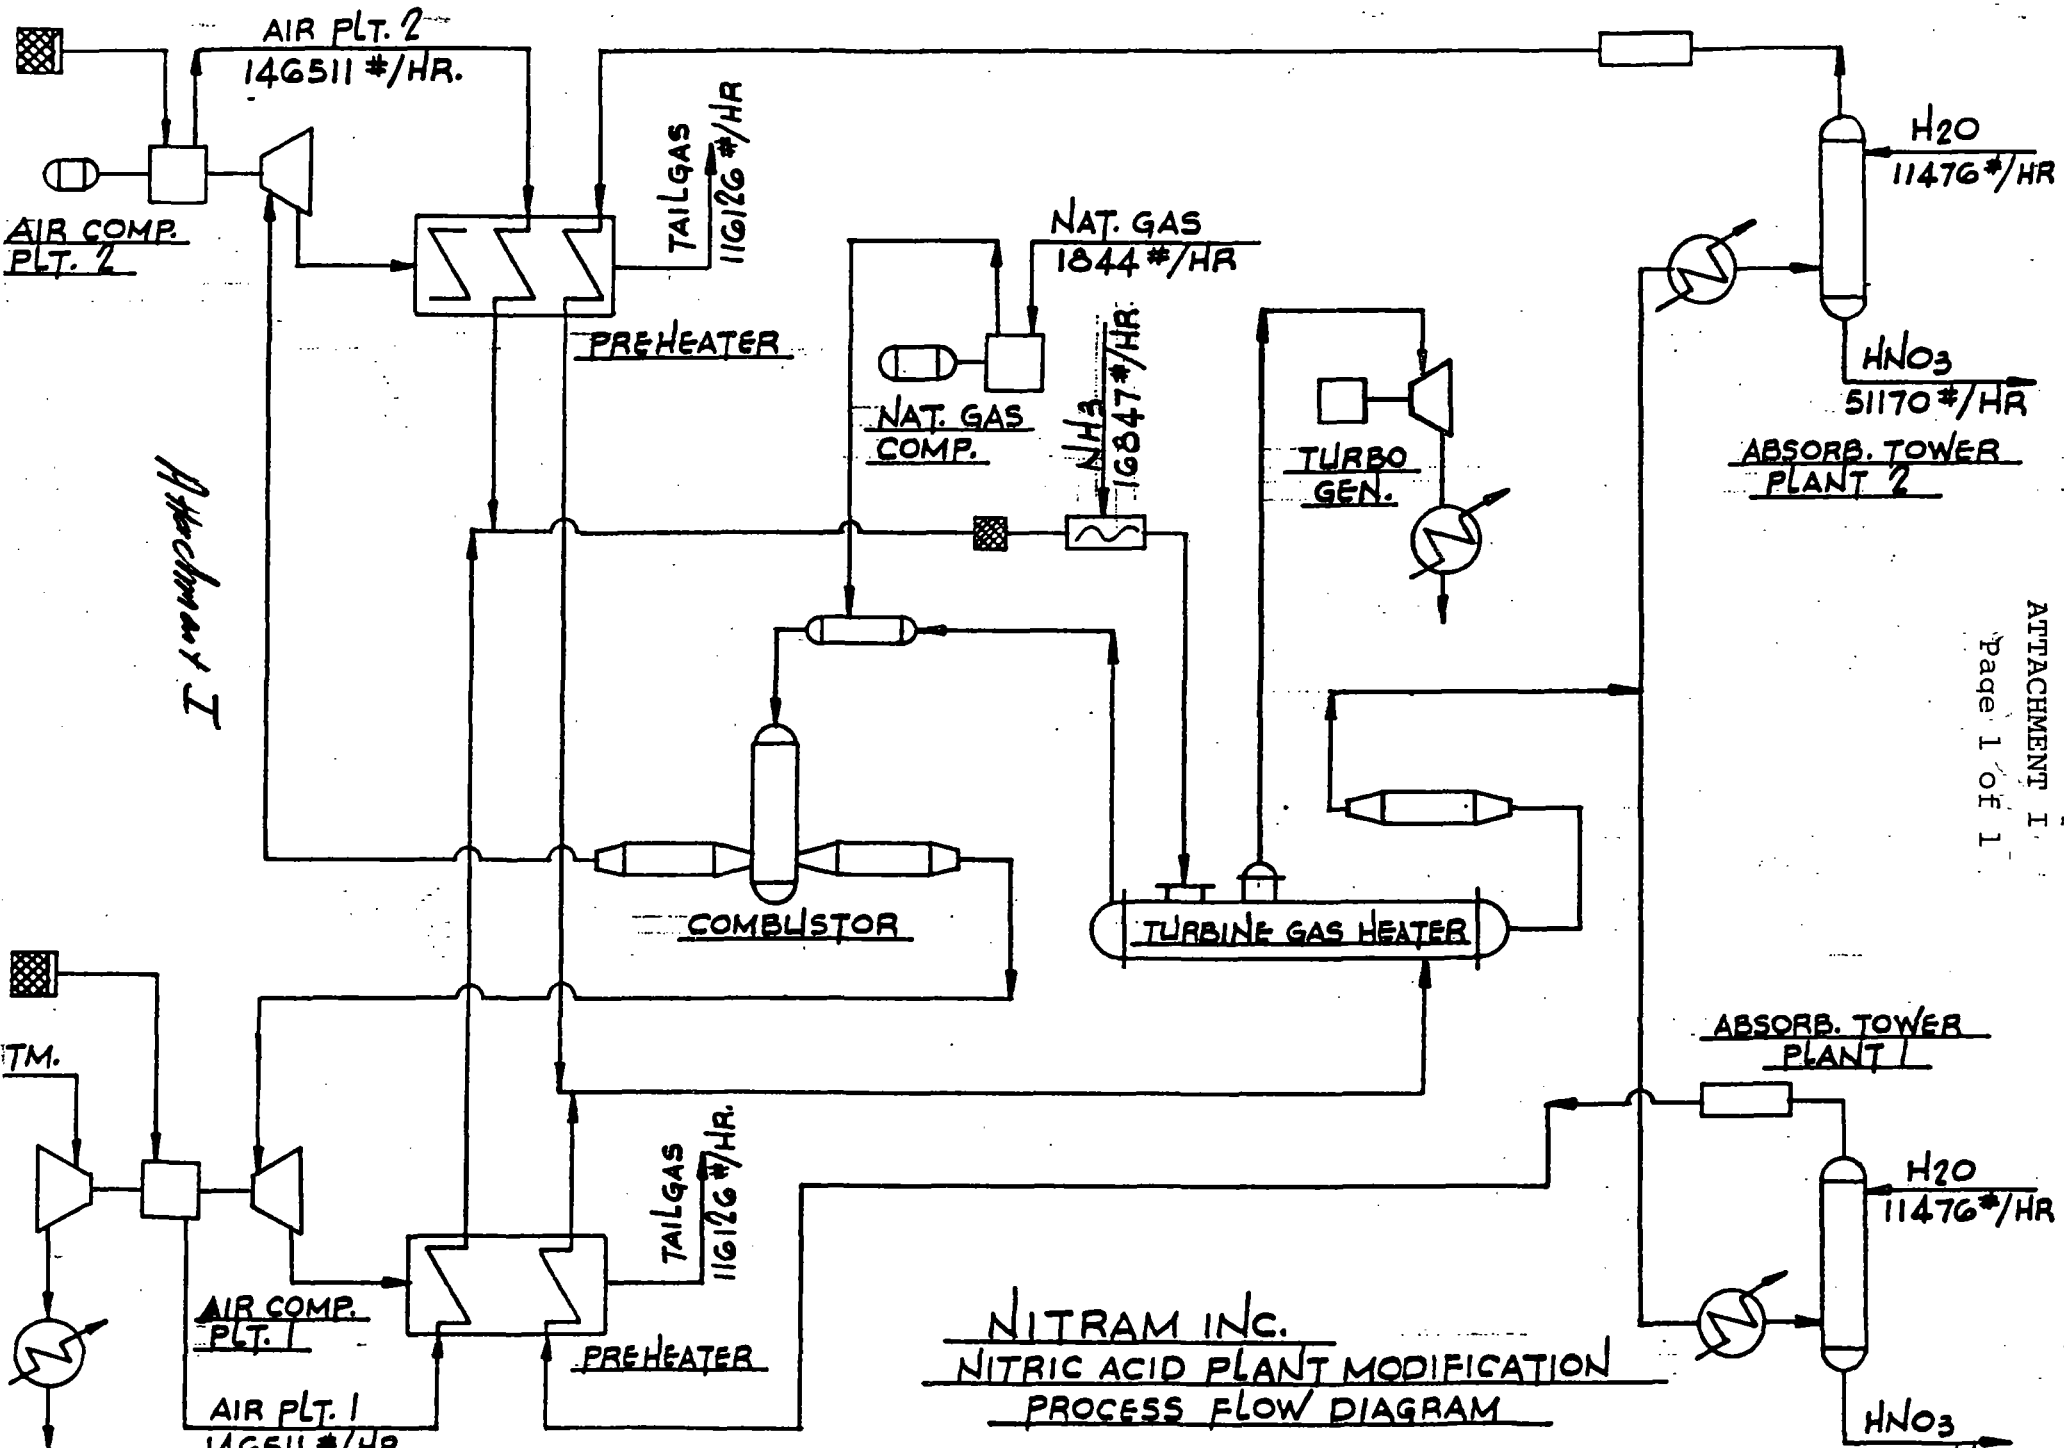 AIR PLT. 2
146511 #/HR.
AIR COMP.
PLT. 2
TAILGAS
116126 #/HR
PREHEATER
NAT. GAS
1844 #/HR
NAT. GAS
COMP.
NH3
16847 #/HR.
TURBO
GEN.
H2O
11476 #/HR
HNO3
51170 #/HR
ABSORB. TOWER
PLANT 2
Attachment I
ATTACHMENT I
Page 1 of 1
COMBUSTOR
TURBINE GAS HEATER
TM.
AIR COMP.
PLT. 1
AIR PLT. 1
146511 #/HR
TAILGAS
116126 #/HR.
PREHEATER
ABSORB. TOWER
PLANT 1
H2O
11476 #/HR
HNO3
NITRAM INC.
NITRIC ACID PLANT MODIFICATION
PROCESS FLOW DIAGRAM